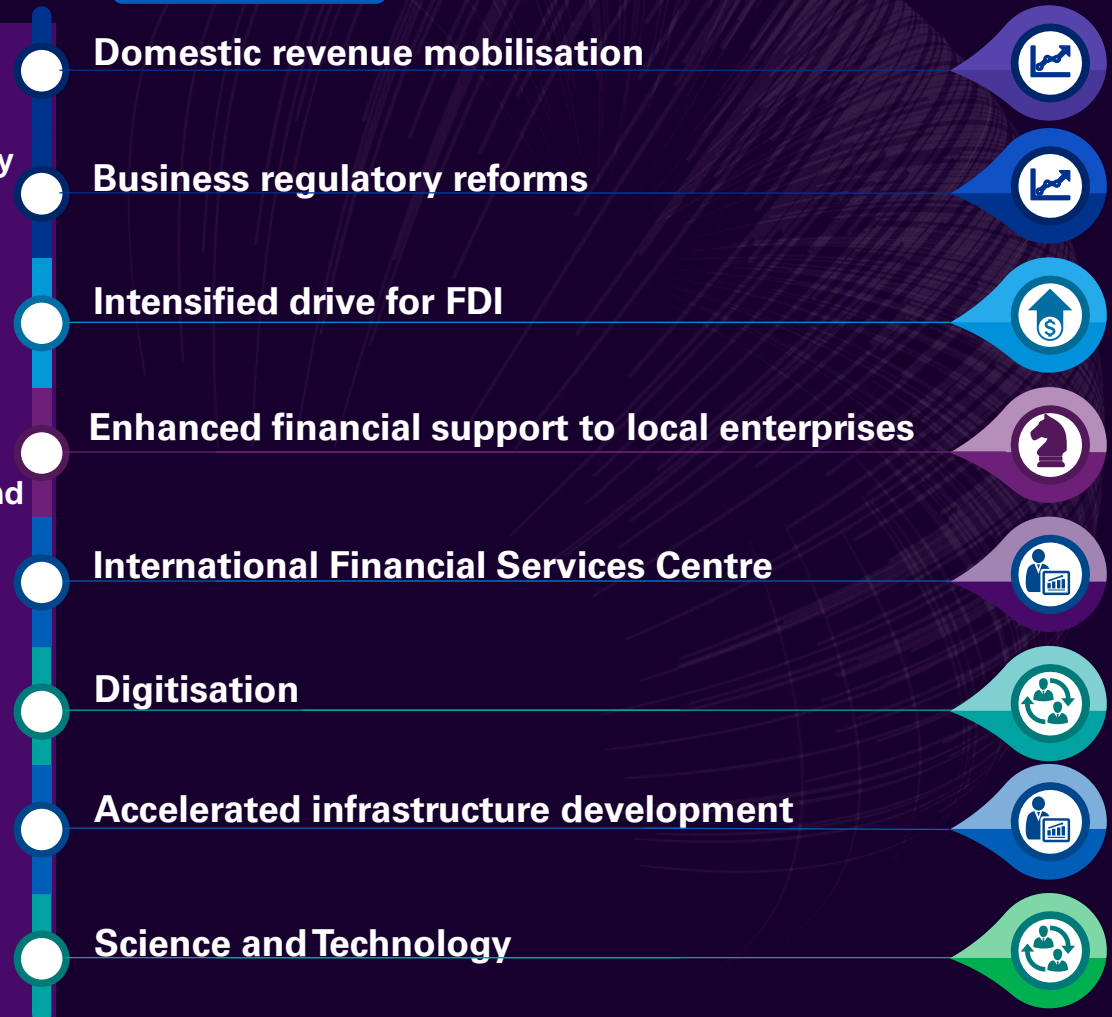 Domestic revenue mobilisation
Business regulatory reforms
Intensified drive for FDI
Enhanced financial support to local enterprises
International Financial Services Centre
Digitisation
Accelerated infrastructure development
Science and Technology